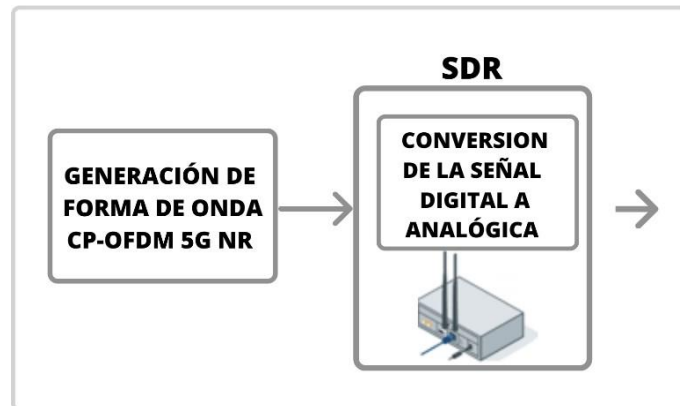 SDR
GENERACIÓN DE
FORMA DE ONDA
CP-OFDM 5G NR
CONVERSION
DE LA SEÑAL
DIGITAL A
ANALÓGICA